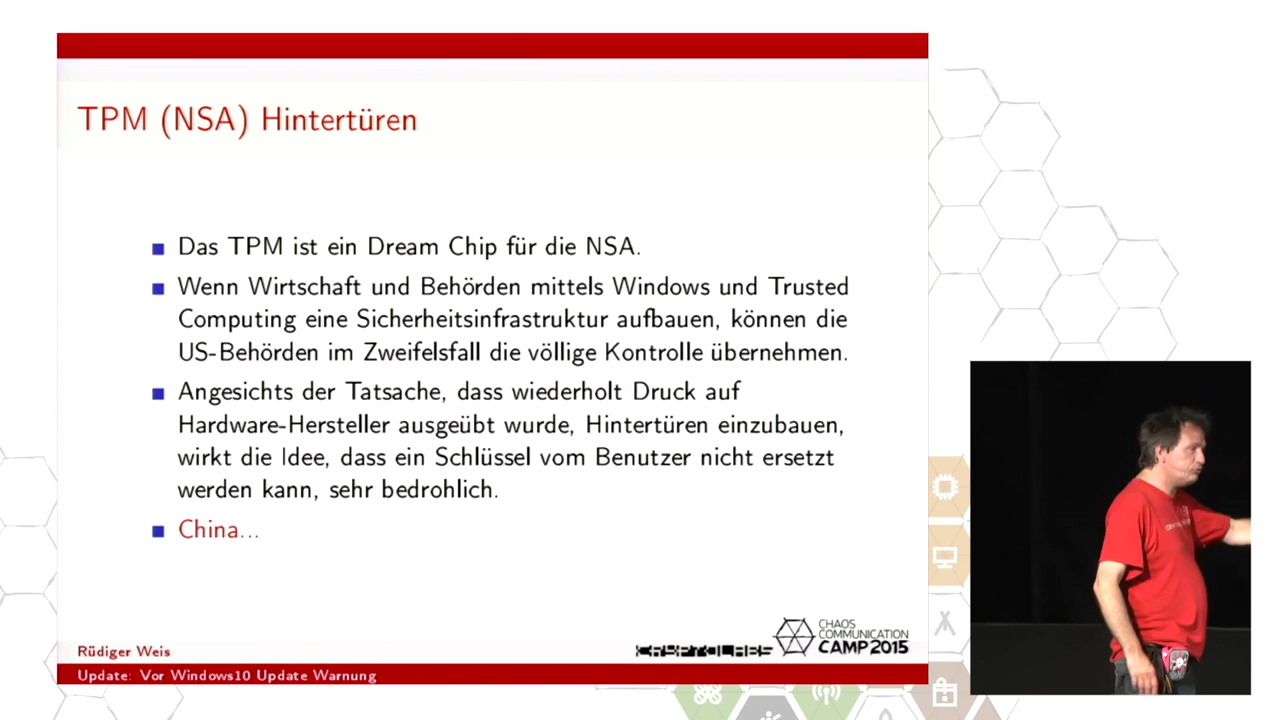 TPM (NSA) Hintertüren
Das TPM ist ein Dream Chip für die NSA.
Wenn Wirtschaft und Behörden mittels Windows und Trusted
Computing eine Sicherheitsinfrastruktur aufbauen, können die
US-Behörden im Zweifelsfall die völlige Kontrolle übernehmen.
Angesichts der Tatsache, dass wiederholt Druck auf
Hardware-Hersteller ausgeübt wurde, Hintertüren einzubauen,
wirkt die Idee, dass ein Schlüssel vom Benutzer nicht ersetzt
werden kann, sehr bedrohlich.
China...
CHAOS
COMMUNICATION
CAMP 2015
Rüdiger Weis
CRYPTOLABS
Update: Vor Windows10 Update Warnung